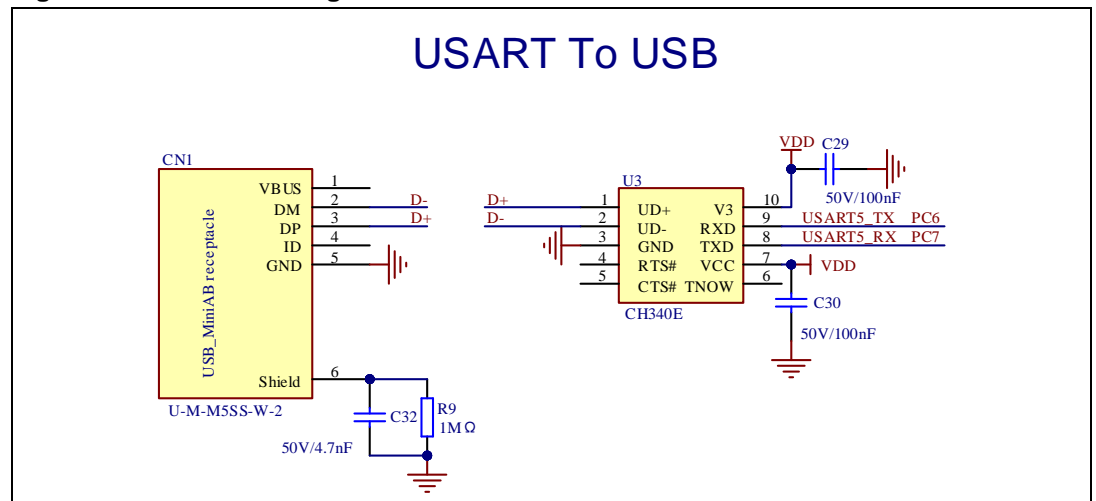 USART To USB
CN1
VBUS 1
DM 2 D-
DP 3 D+
ID 4
GND 5
USB_MiniAB receptacle
Shield 6
U-M-M5SS-W-2
C32
50V/4.7nF
R9
1MΩ
U3
D+ 1 UD+ V3 10
D- 2 UD- RXD 9 USART5_TX PC6
3 GND TXD 8 USART5_RX PC7
4 RTS# VCC 7 VDD
5 CTS# TNOW 6
CH340E
VDD C29
50V/100nF
C30
50V/100nF